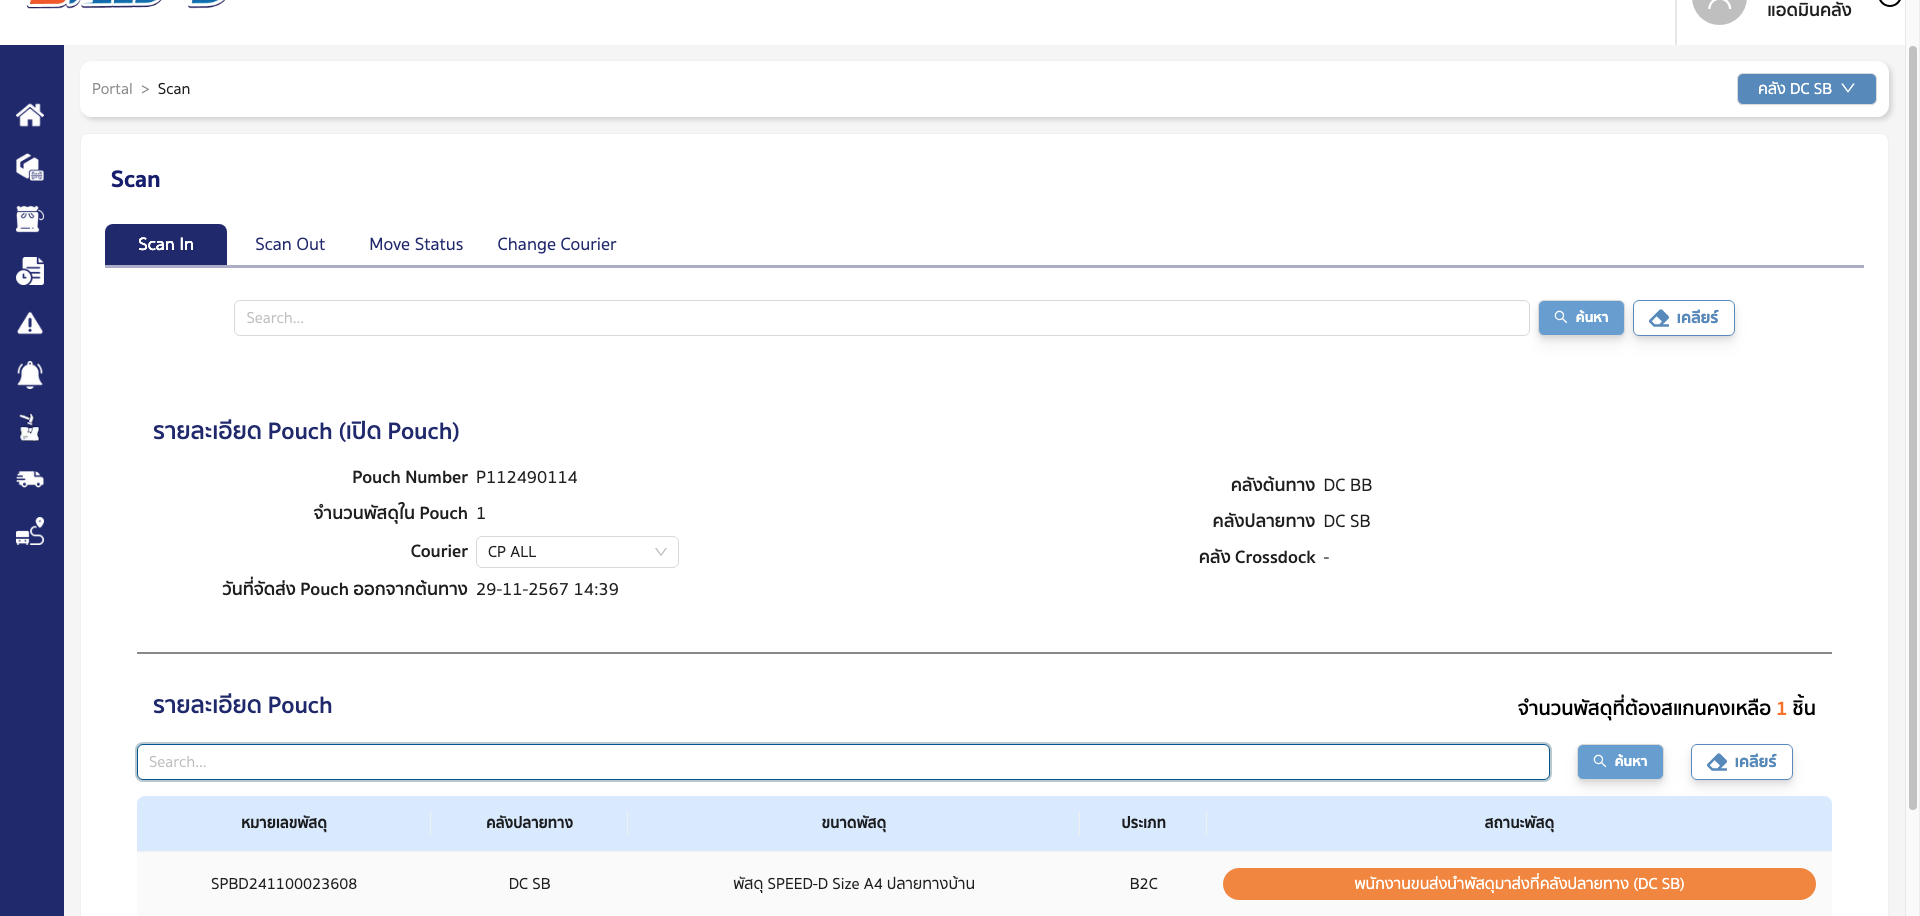 แอดมินคลัง
Portal > Scan
คลัง DC SB
Scan
Scan In
Scan Out
Move Status
Change Courier
Search...
ค้นหา
เคลียร์
รายละเอียด Pouch (เปิด Pouch)
Pouch Number P112490114
จำนวนพัสดุใน Pouch 1
Courier CP ALL
วันที่จัดส่ง Pouch ออกจากต้นทาง 29-11-2567 14:39
คลังต้นทาง DC BB
คลังปลายทาง DC SB
คลัง Crossdock -
รายละเอียด Pouch
จำนวนพัสดุที่ต้องสแกนคงเหลือ 1 ชิ้น
Search...
ค้นหา
เคลียร์
หมายเลขพัสดุ คลังปลายทาง ขนาดพัสดุ ประเภท สถานะพัสดุ
SPBD241100023608 DC SB พัสดุ SPEED-D Size A4 ปลายทางบ้าน B2C พนักงานขนส่งนำพัสดุมาส่งที่คลังปลายทาง (DC SB)